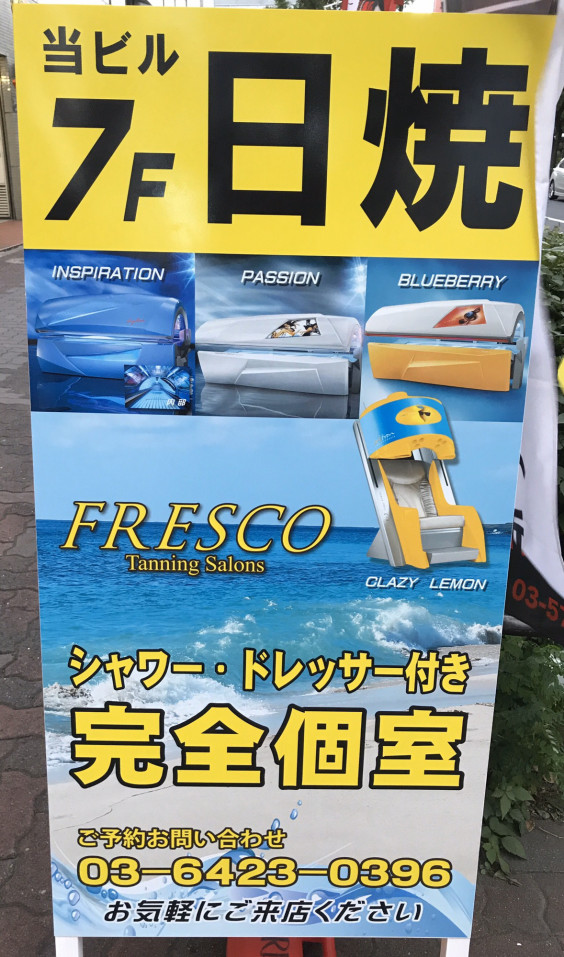 当ビル
7F 日焼
INSPIRATION PASSION BLUEBERRY
内部
FRESCO
Tanning Salons
CLAZY LEMON
シャワー・ドレッサー付き
完全個室
ご予約お問い合わせ
03-6423-0396
お気軽にご来店ください
03-57